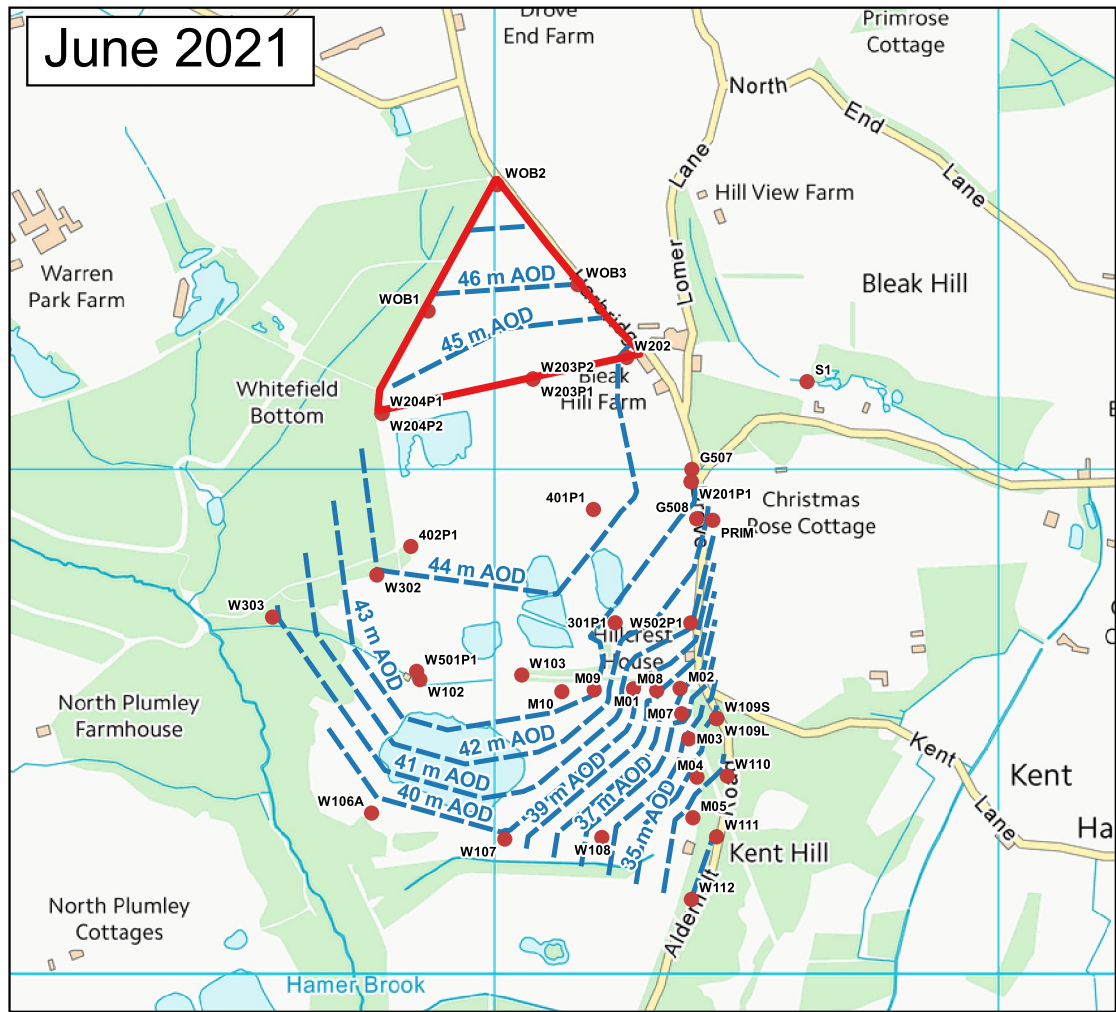 June 2021
Drove
End Farm
Primrose
Cottage
North
End
Lane
WOB2
Lane
Hill View Farm
Warren
Park Farm
Lomer
Bleak Hill
46 m AOD
WOB3
WOB1
45 m AOD
W202
S1
W203P2
Bleak
W203P1
Hill Farm
Whitefield
Bottom
W204P1
W204P2
G507
W201P1
401P1
G508
Christmas
Rose Cottage
PRIM
402P1
44 m AOD
W302
W303
43 m AOD
301P1
W502P1
Hillcrest
House
W501P1
W102
W103
M10
M09
M01
M08
M02
M07
W109S
W109L
North Plumley
Farmhouse
42 m AOD
M03
Kent
Lane
Kent
41 m AOD
M04
W110
40 m AOD
39 m AOD
37 m AOD
35 m AOD
W106A
M05
W111
Ha
W107
W108
Kent Hill
W112
North Plumley
Cottages
Hamer Brook